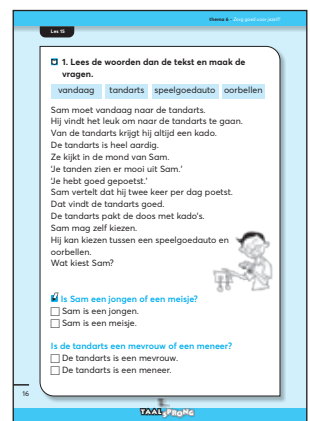 thema 6 - Zorg goed voor jezelf!
Les 15
1. Lees de woorden dan de tekst en maak de
vragen.
vandaag tandarts speelgoedauto oorbellen
Sam moet vandaag naar de tandarts.
Hij vindt het leuk om naar de tandarts te gaan.
Van de tandarts krijgt hij altijd een kado.
De tandarts is heel aardig.
Ze kijkt in de mond van Sam.
'Je tanden zien er mooi uit Sam.'
'Je hebt goed gepoetst.'
Sam vertelt dat hij twee keer per dag poetst.
Dat vindt de tandarts goed.
De tandarts pakt de doos met kado's.
Sam mag zelf kiezen.
Hij kan kiezen tussen een speelgoedauto en
oorbellen.
Wat kiest Sam?
Is Sam een jongen of een meisje?
Sam is een jongen.
Sam is een meisje.
Is de tandarts een mevrouw of een meneer?
De tandarts is een mevrouw.
De tandarts is een meneer.
16
TAALSPRONG